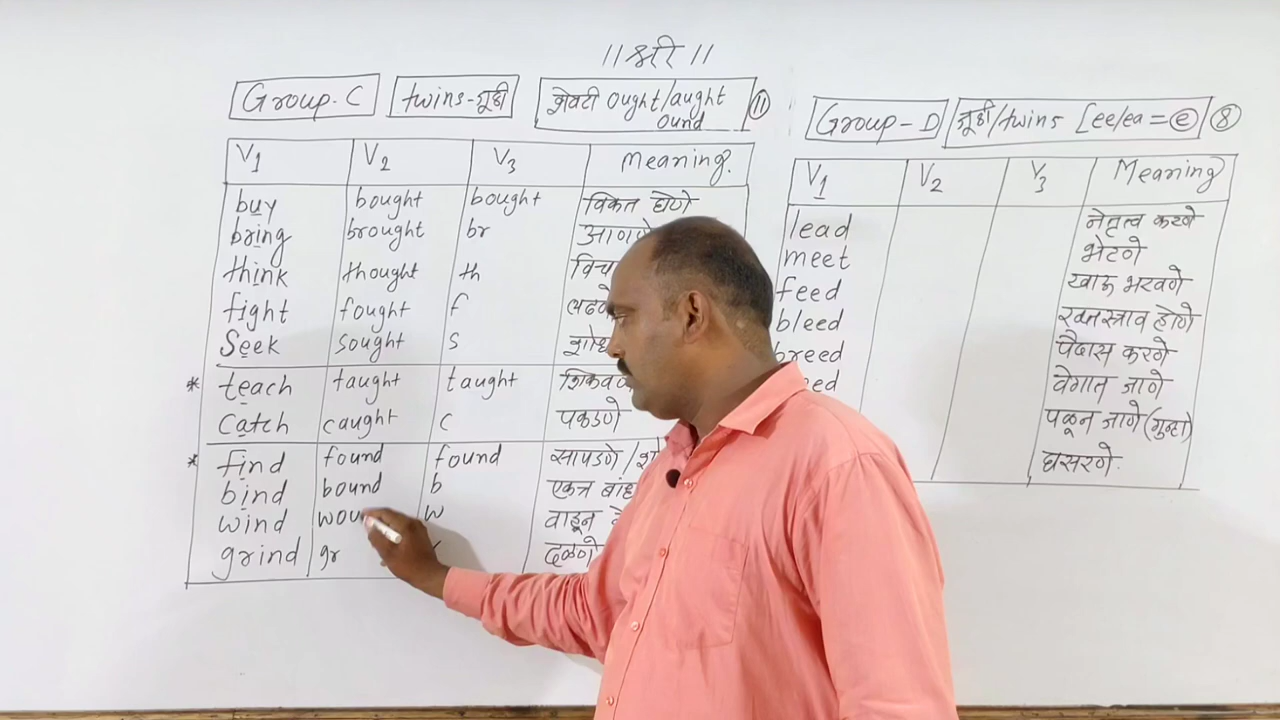 ||श्री||
Group-C twins-जूडी शेवटी ought/aught ound 11
V1 V2 V3 Meaning.
buy bought bought विकत घेणे
bring brought br
think thought th
fight fought f
Seek sought s
* teach taught taught
catch caught c पकडणे
* find found found सापडणे/
bind bound b एकत्र
wind w
grind gr दळणे
Group-D जूडी/twins [ee/ea=e 8
V1 V2 V3 Meaning
lead नेतृत्व करणे
meet भेटणे
feed खाऊ भरवणे
bleed रक्तस्त्राव होणे
breed पैदास करणे
वेगात जाणे
पळून जाणे(गुन्हा)
घसरणे.